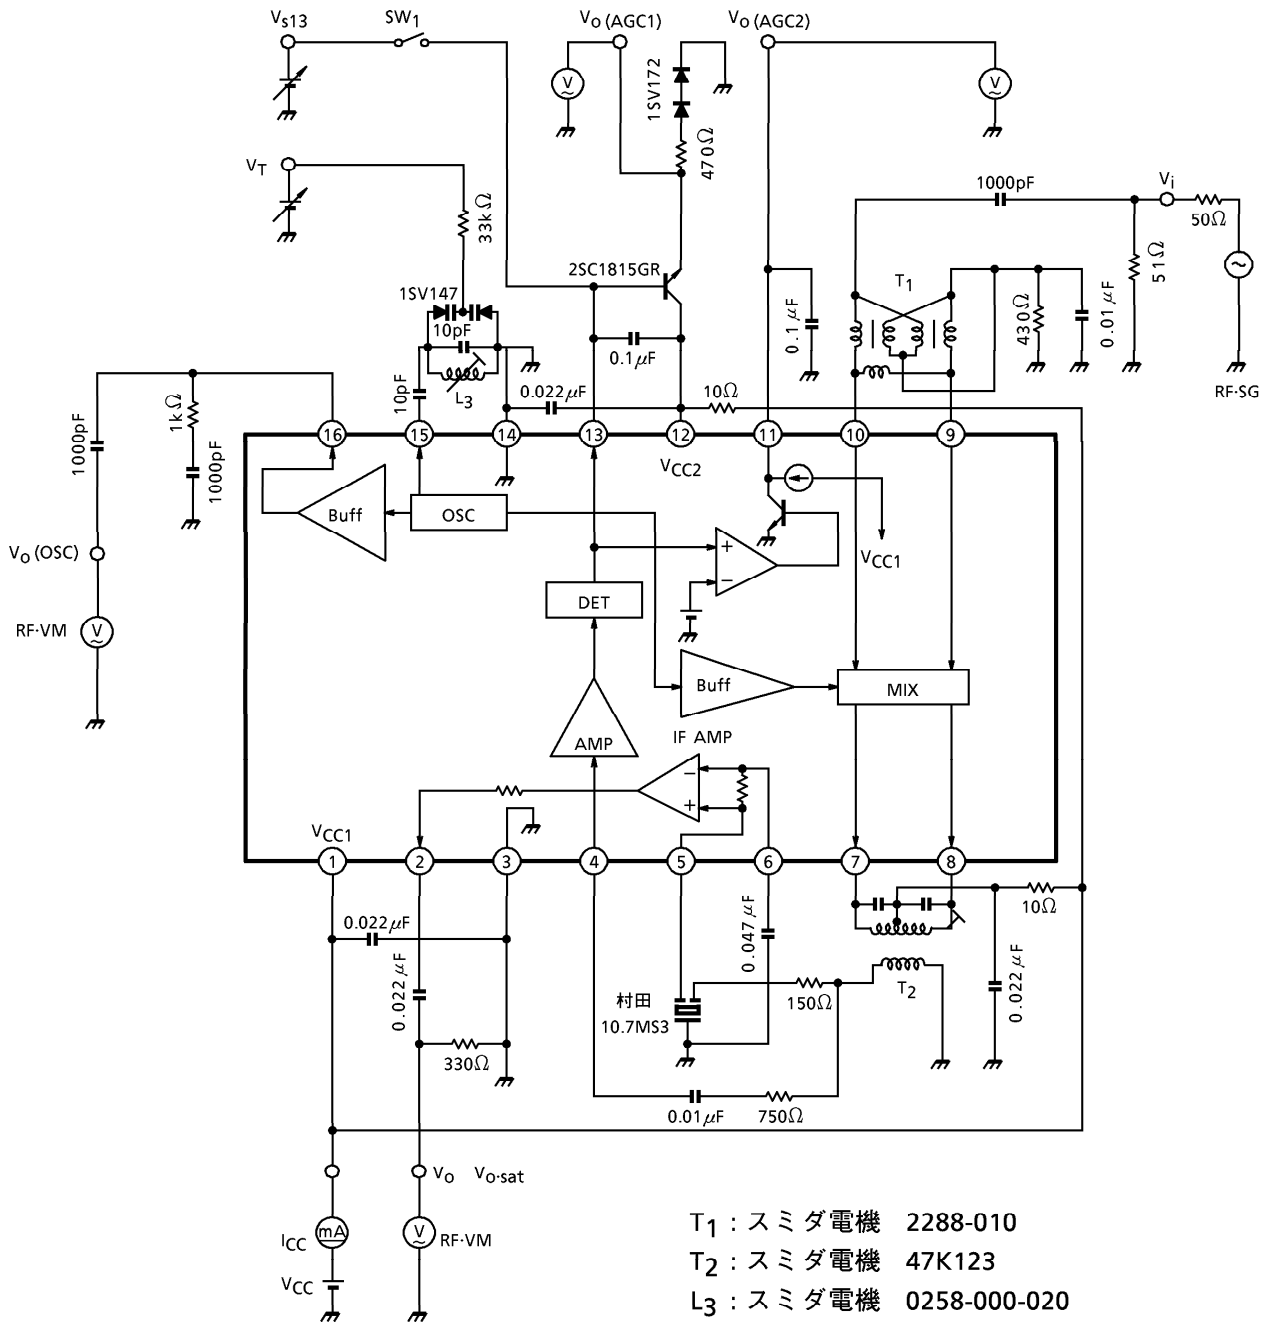 Vs13
SW1
VO (AGC1)
VO (AGC2)
V
1SV172
470Ω
V
VT
33kΩ
1000pF
Vi
50Ω
51Ω
2SC1815GR
T1
1SV147
10pF
0.1μF
0.1μF
430Ω
0.01μF
RF·SG
10pF
L3
0.022μF
10Ω
1000pF
1kΩ
1000pF
16
15
14
13
12
11
10
9
VCC2
Buff
OSC
VO (OSC)
+
−
VCC1
DET
RF·VM
V
Buff
MIX
AMP
IF AMP
−
+
VCC1
1
2
3
4
5
6
7
8
0.022μF
0.022μF
0.047μF
10Ω
村田
10.7MS3
150Ω
T2
0.022μF
330Ω
0.01μF
750Ω
VO
VO·sat
ICC
mA
V
RF·VM
VCC
T1 : スミダ電機 2288-010
T2 : スミダ電機 47K123
L3 : スミダ電機 0258-000-020